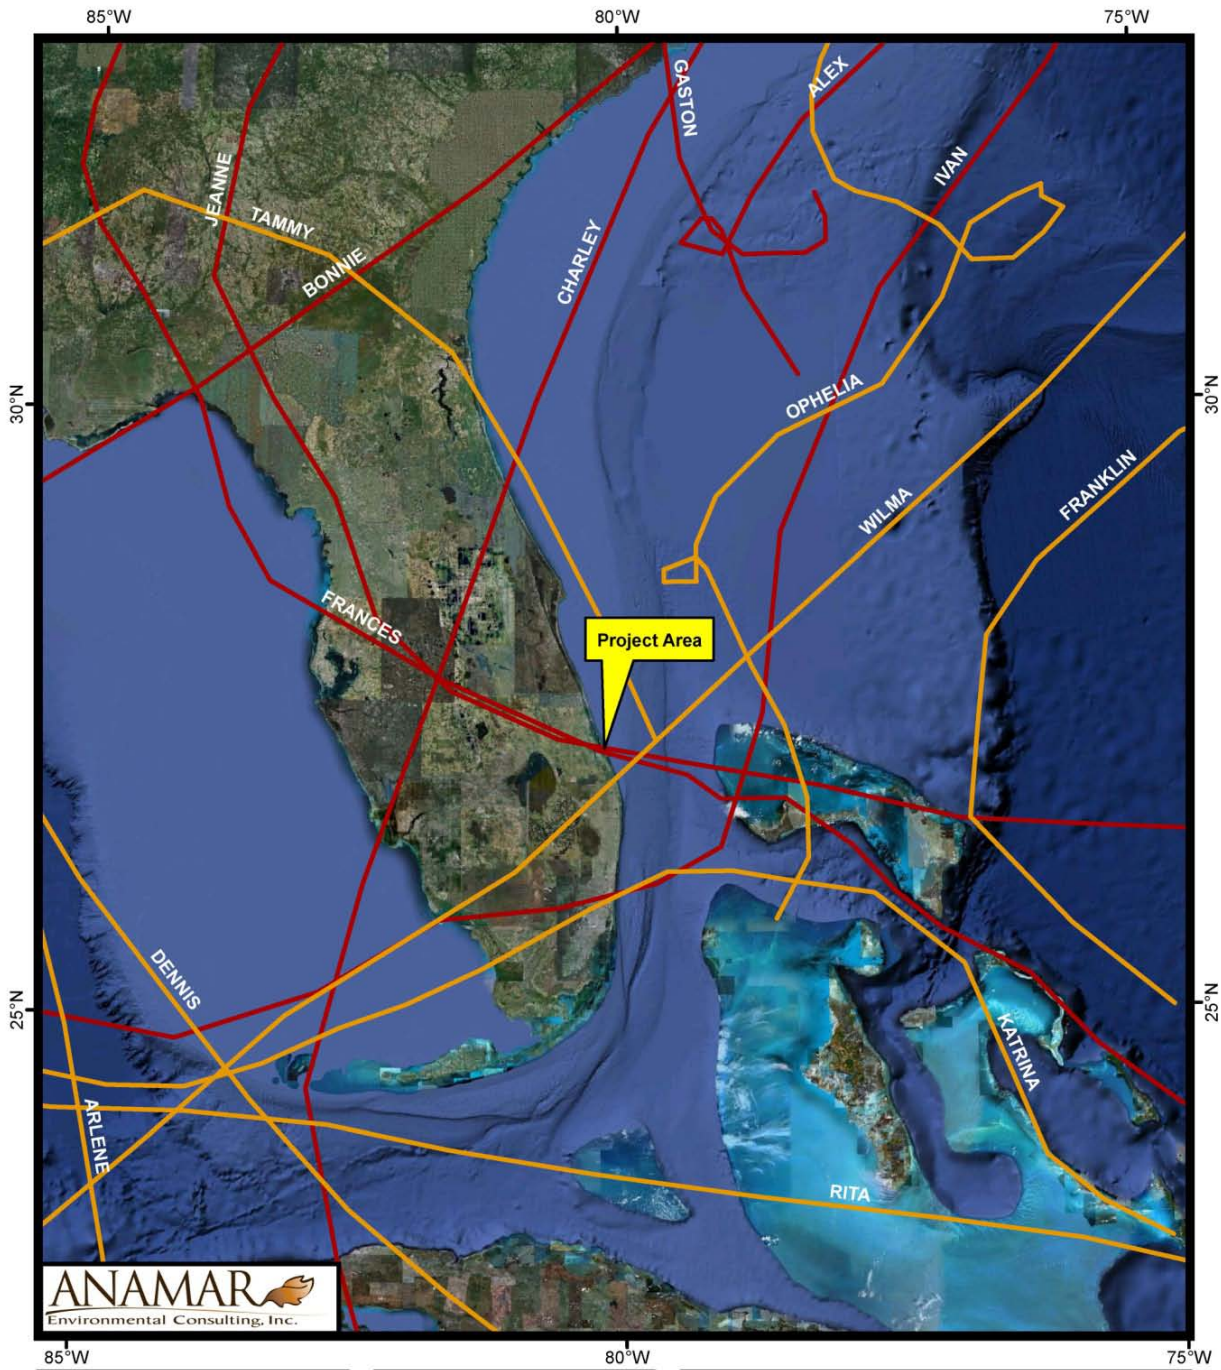 85°W
80°W
75°W
GASTON
ALEX
IVAN
JEANNE
TAMMY
BONNIE
CHARLEY
30°N
30°N
OPHELIA
FRANKLIN
WILMA
FRANCES
Project Area
DENNIS
25°N
25°N
KATRINA
ARLENE
RITA
ANAMAR
Environmental Consulting, Inc.
85°W
80°W
75°W